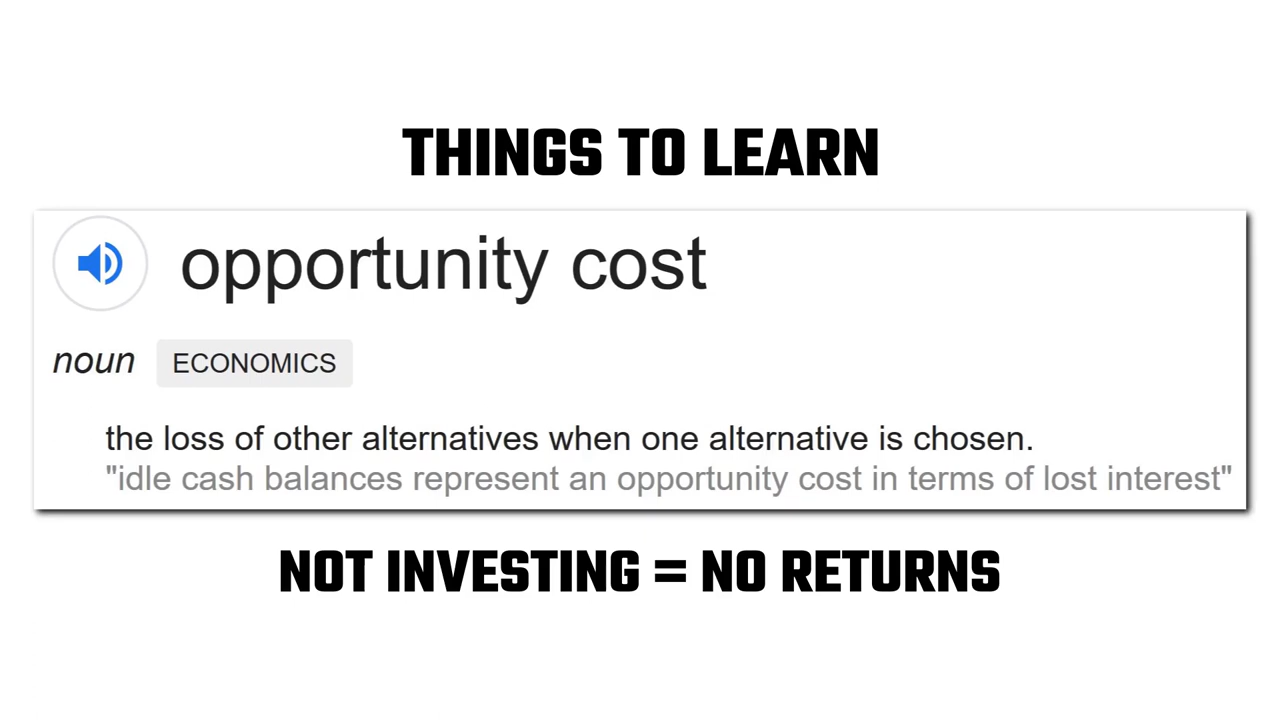 THINGS TO LEARN
opportunity cost
noun ECONOMICS
the loss of other alternatives when one alternative is chosen.
"idle cash balances represent an opportunity cost in terms of lost interest"
NOT INVESTING = NO RETURNS